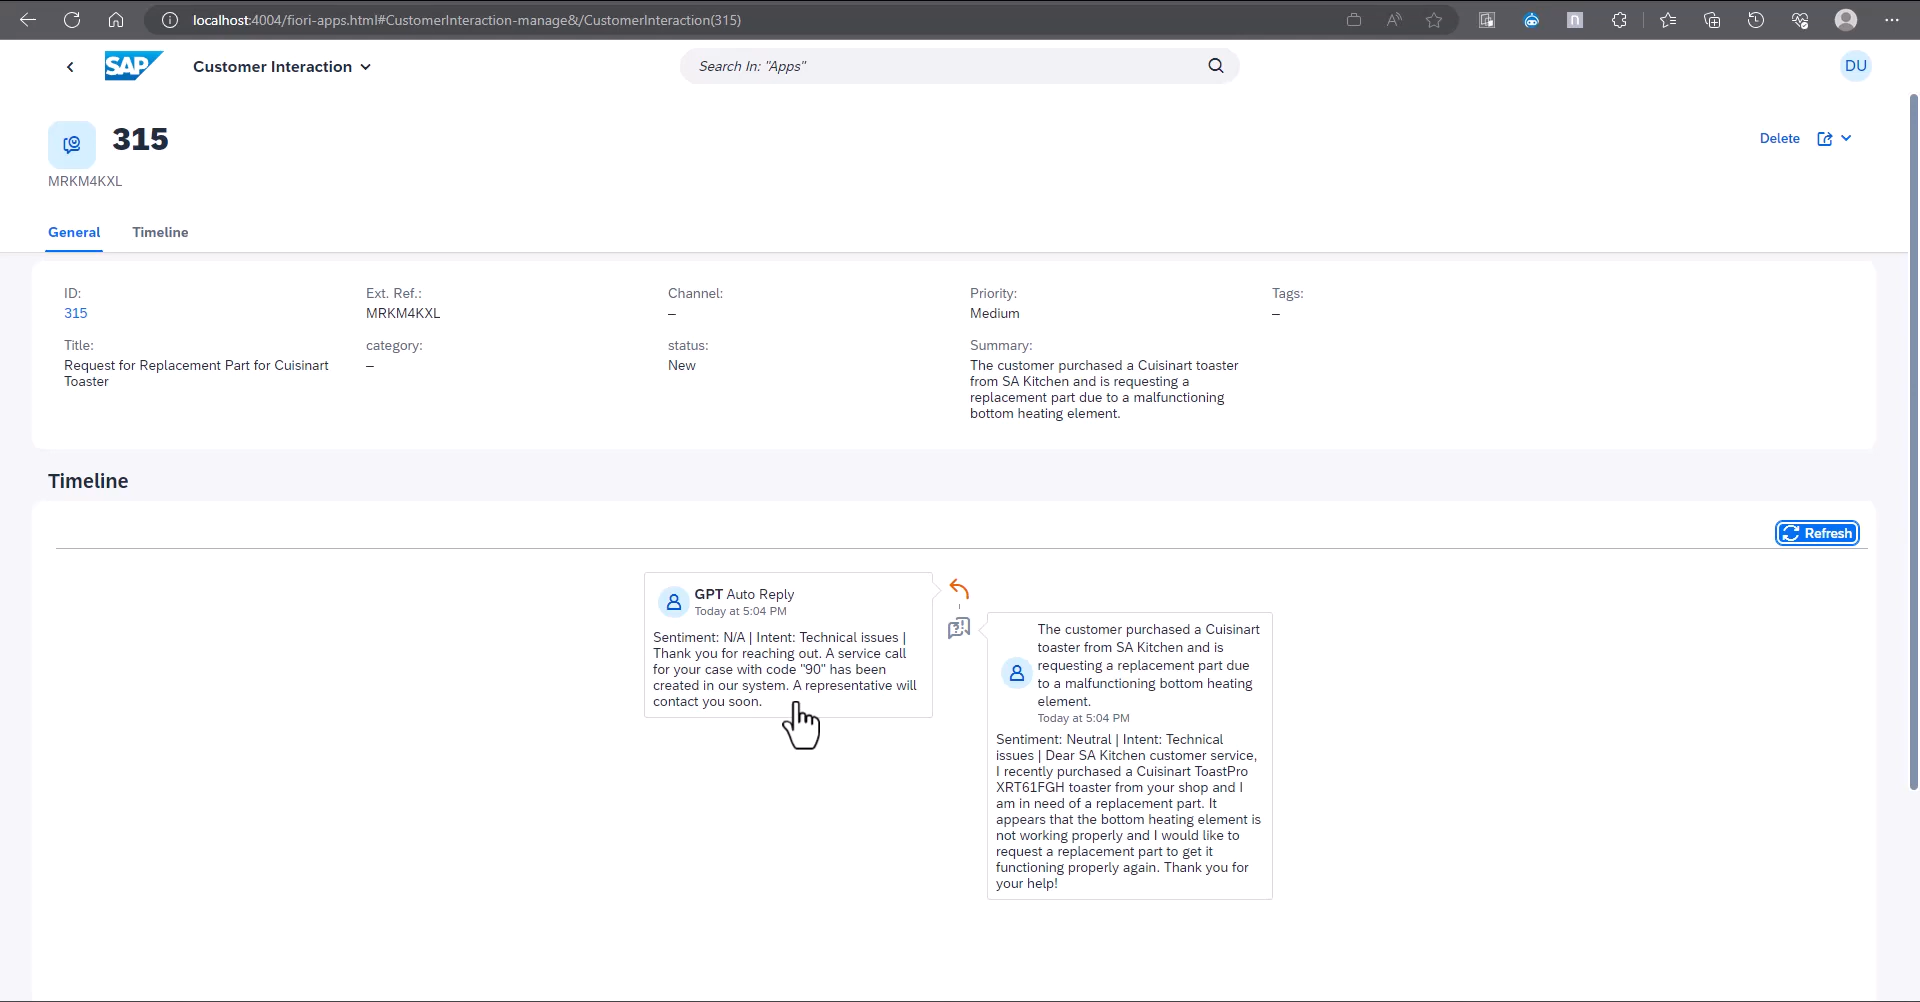 localhost:4004/fiori-apps.html#CustomerInteraction-manage&/CustomerInteraction(315)
SAP
Customer Interaction
Search In: "Apps"
DU
315
Delete
MRKM4KXL
General
Timeline
ID:
315
Ext. Ref.:
MRKM4KXL
Channel:
–
Priority:
Medium
Tags:
–
Title:
Request for Replacement Part for Cuisinart
Toaster
category:
–
status:
New
Summary:
The customer purchased a Cuisinart toaster
from SA Kitchen and is requesting a
replacement part due to a malfunctioning
bottom heating element.
Timeline
Refresh
GPT Auto Reply
Today at 5:04 PM
Sentiment: N/A | Intent: Technical issues |
Thank you for reaching out. A service call
for your case with code "90" has been
created in our system. A representative will
contact you soon.
The customer purchased a Cuisinart
toaster from SA Kitchen and is
requesting a replacement part due
to a malfunctioning bottom heating
element.
Today at 5:04 PM
Sentiment: Neutral | Intent: Technical
issues | Dear SA Kitchen customer service,
I recently purchased a Cuisinart ToastPro
XRT61FGH toaster from your shop and I
am in need of a replacement part. It
appears that the bottom heating element is
not working properly and I would like to
request a replacement part to get it
functioning properly again. Thank you for
your help!